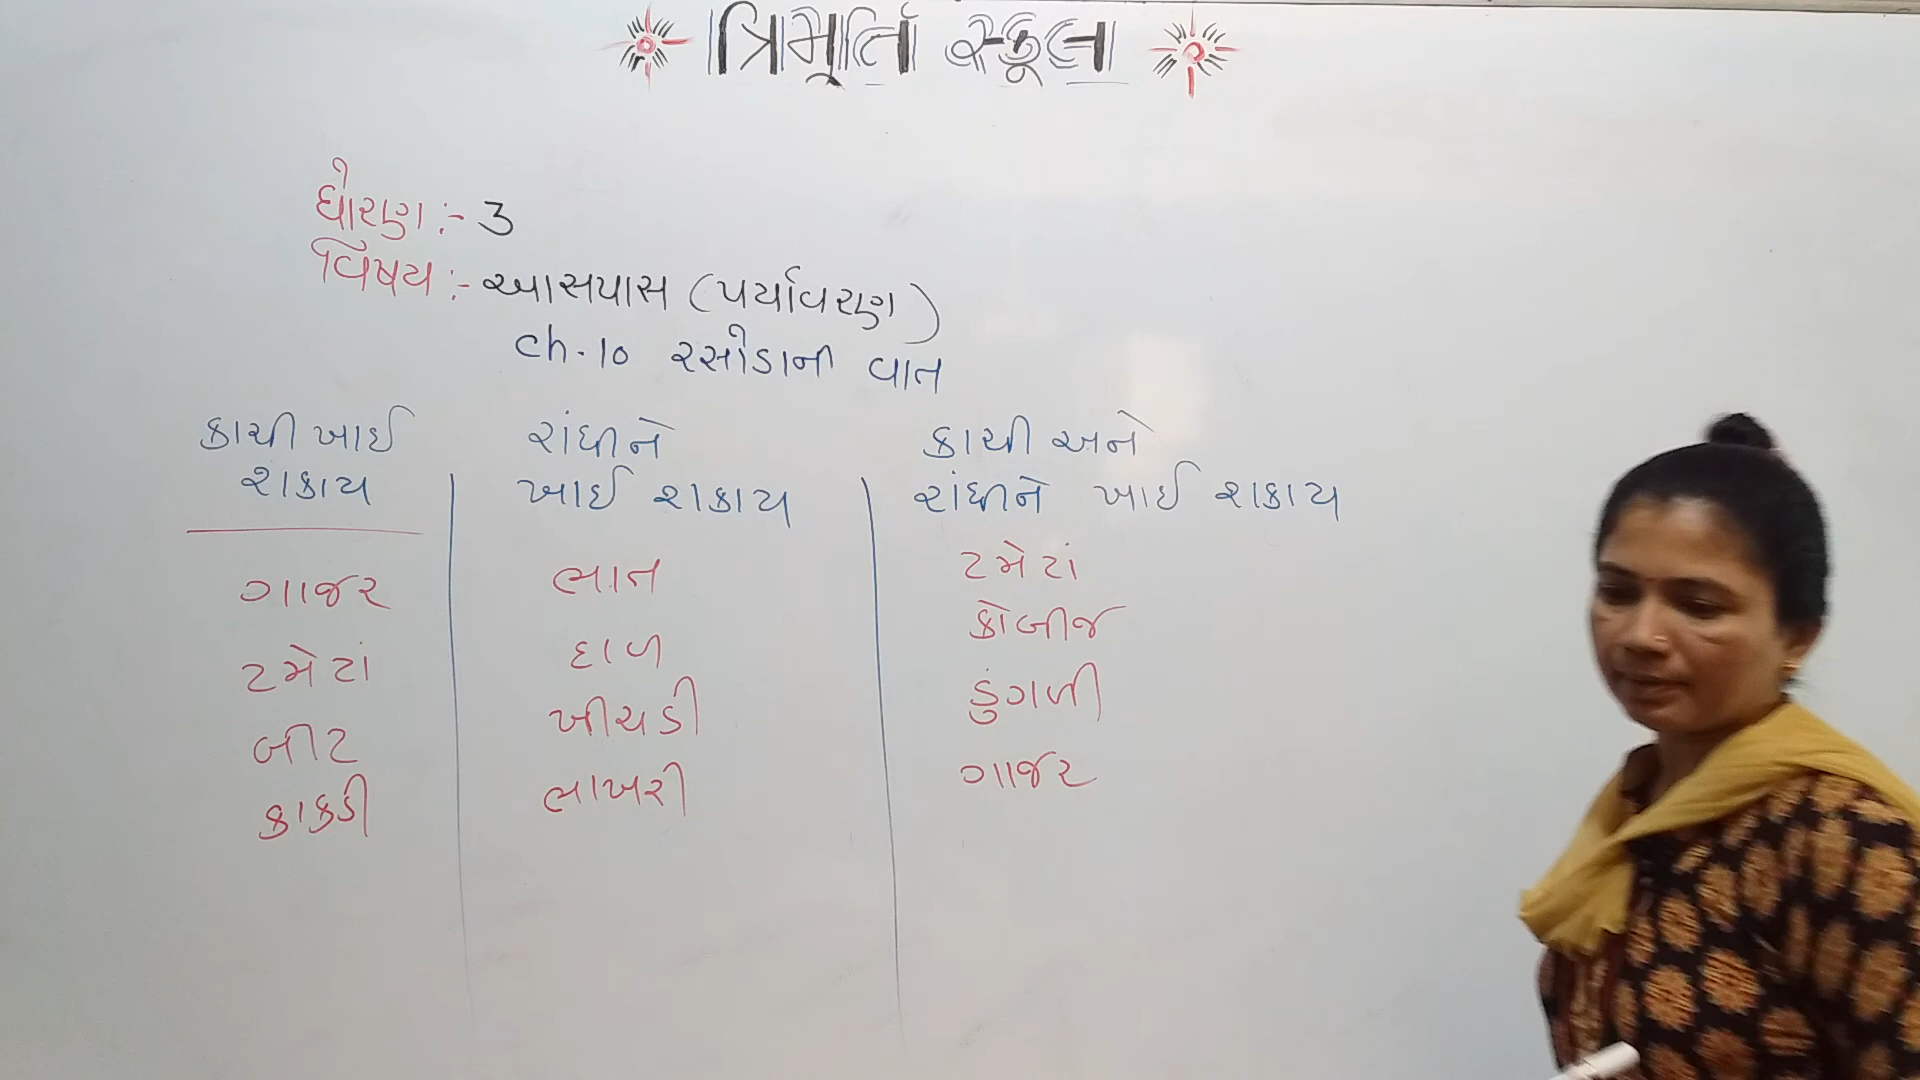 ત્રિમૂર્તિ સ્કૂલ
ધોરણ :- 3
વિષય :- આસપાસ (પર્યાવરણ)
ch - 10 રસોડાની વાત
કાચી ખાઈ
શકાય
ગાજર
ટમેટાં
બીટ
કાકડી
રાંધીને
ખાઈ શકાય
ભાત
દાળ
ખીચડી
ભાખરી
કાચી અને
રાંધીને ખાઈ શકાય
ટમેટાં
કોબીજ
ડુંગળી
ગાજર